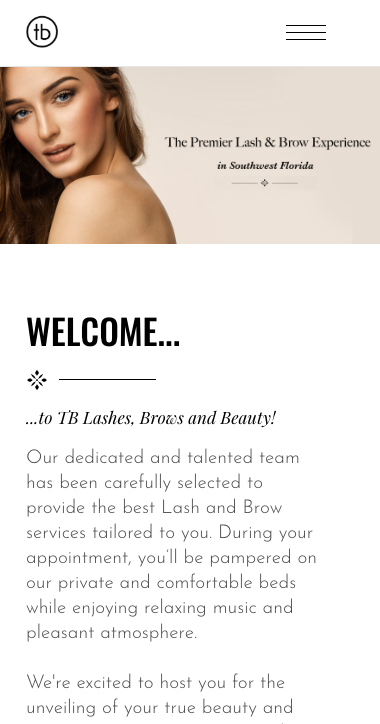 tb
The Premier Lash & Brow Experience
in Southwest Florida
WELCOME...
...to TB Lashes, Brows and Beauty!
Our dedicated and talented team
has been carefully selected to
provide the best Lash and Brow
services tailored to you. During your
appointment, you'll be pampered on
our private and comfortable beds
while enjoying relaxing music and
pleasant atmosphere.
We're excited to host you for the
unveiling of your true beauty and